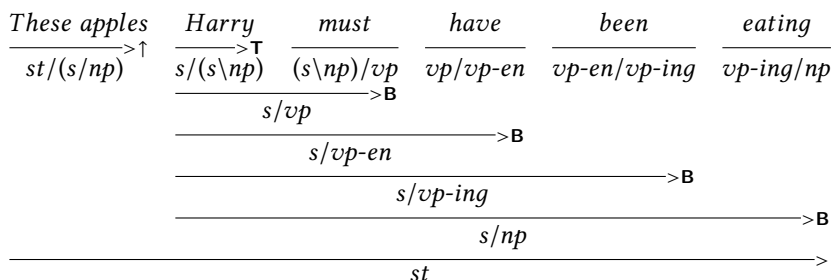 These apples Harry must have been eating
>↑ >T
st/(s/np) s/(s\np) (s\np)/vp vp/vp-en vp-en/vp-ing vp-ing/np
>B
s/vp
>B
s/vp-en
>B
s/vp-ing
>B
s/np
>
st